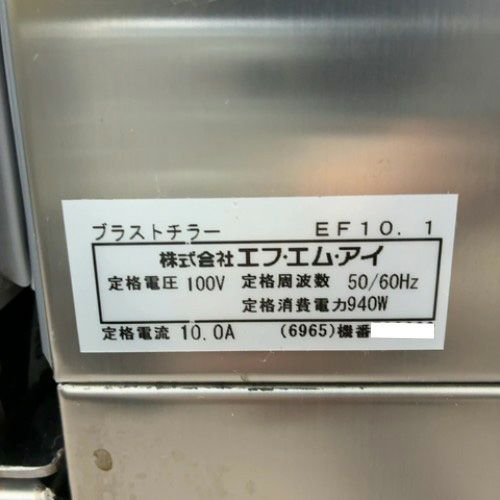 ブラストチラー EF10.1
株式会社エフ・エム・アイ
定格電圧 100V 定格周波数 50/60Hz
定格消費電力940W
定格電流 10.0A (6965)機番